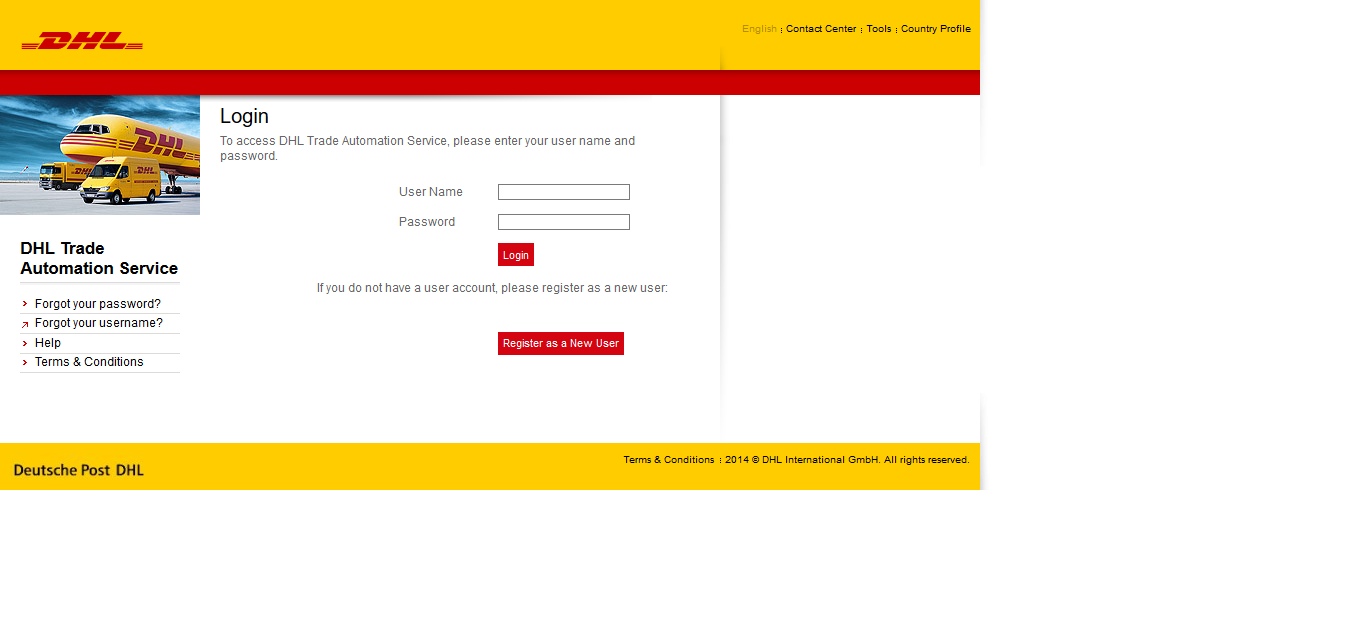 DHL
English : Contact Center : Tools : Country Profile
DHL
DHL
DHL
Login
To access DHL Trade Automation Service, please enter your user name and
password.
User Name
Password
Login
If you do not have a user account, please register as a new user:
Register as a New User
DHL Trade
Automation Service
Forgot your password?
Forgot your username?
Help
Terms & Conditions
Deutsche Post DHL
Terms & Conditions : 2014 © DHL International GmbH. All rights reserved.